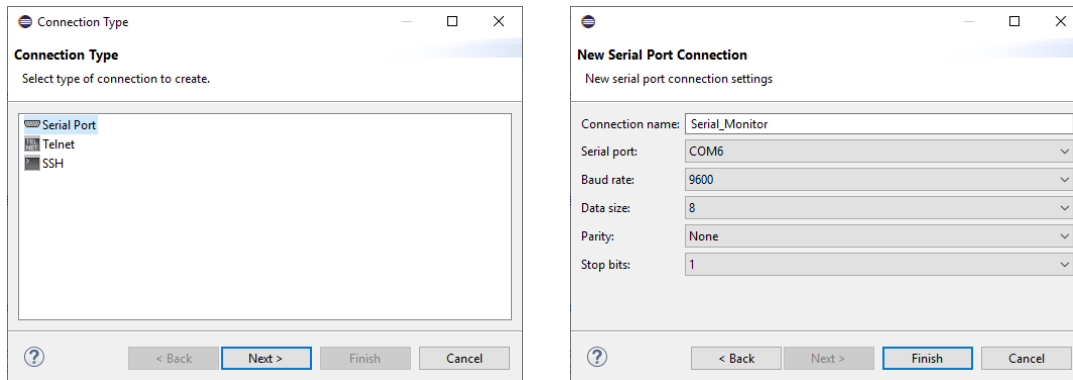 Connection Type
Connection Type
Select type of connection to create.
Serial Port
Telnet
SSH
< Back Next > Finish Cancel
New Serial Port Connection
New serial port connection settings
Connection name: Serial_Monitor
Serial port: COM6
Baud rate: 9600
Data size: 8
Parity: None
Stop bits: 1
< Back Next > Finish Cancel